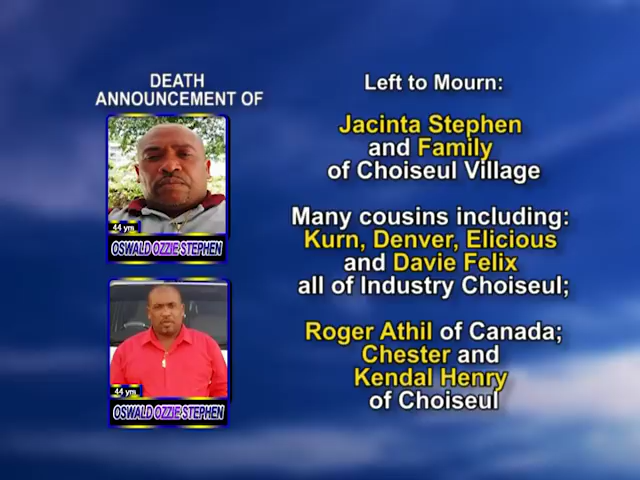 DEATH
ANNOUNCEMENT OF
44 yrs
OSWALD OZZIE STEPHEN
44 yrs
OSWALD OZZIE STEPHEN
Left to Mourn:
Jacinta Stephen
and Family
of Choiseul Village
Many cousins including:
Kurn, Denver, Elicious
and Davie Felix
all of Industry Choiseul;
Roger Athil of Canada;
Chester and
Kendal Henry
of Choiseul